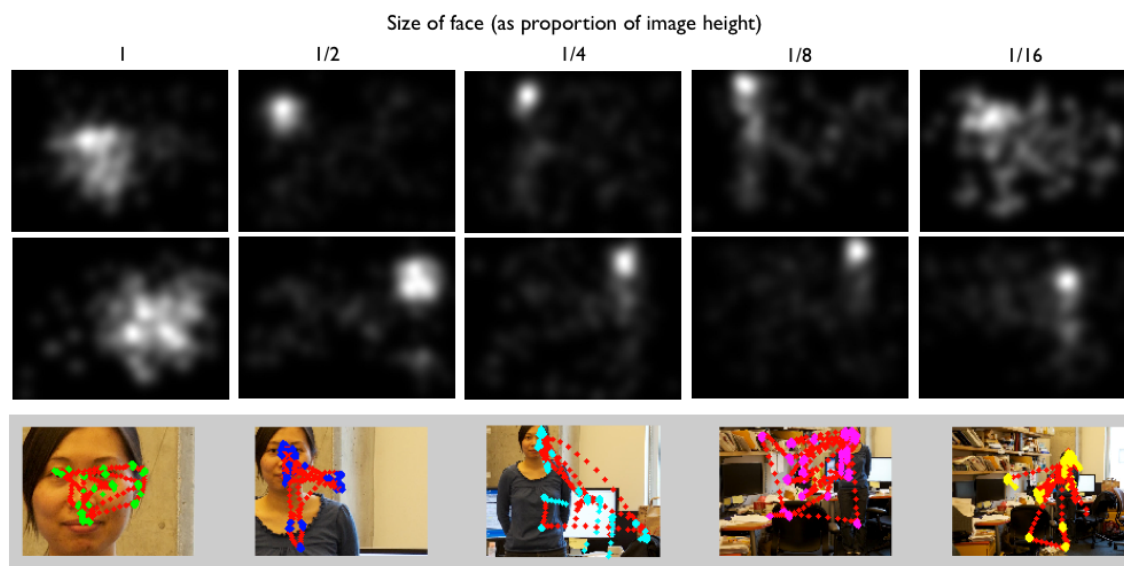 Size of face (as proportion of image height)
1 1/2 1/4 1/8 1/16